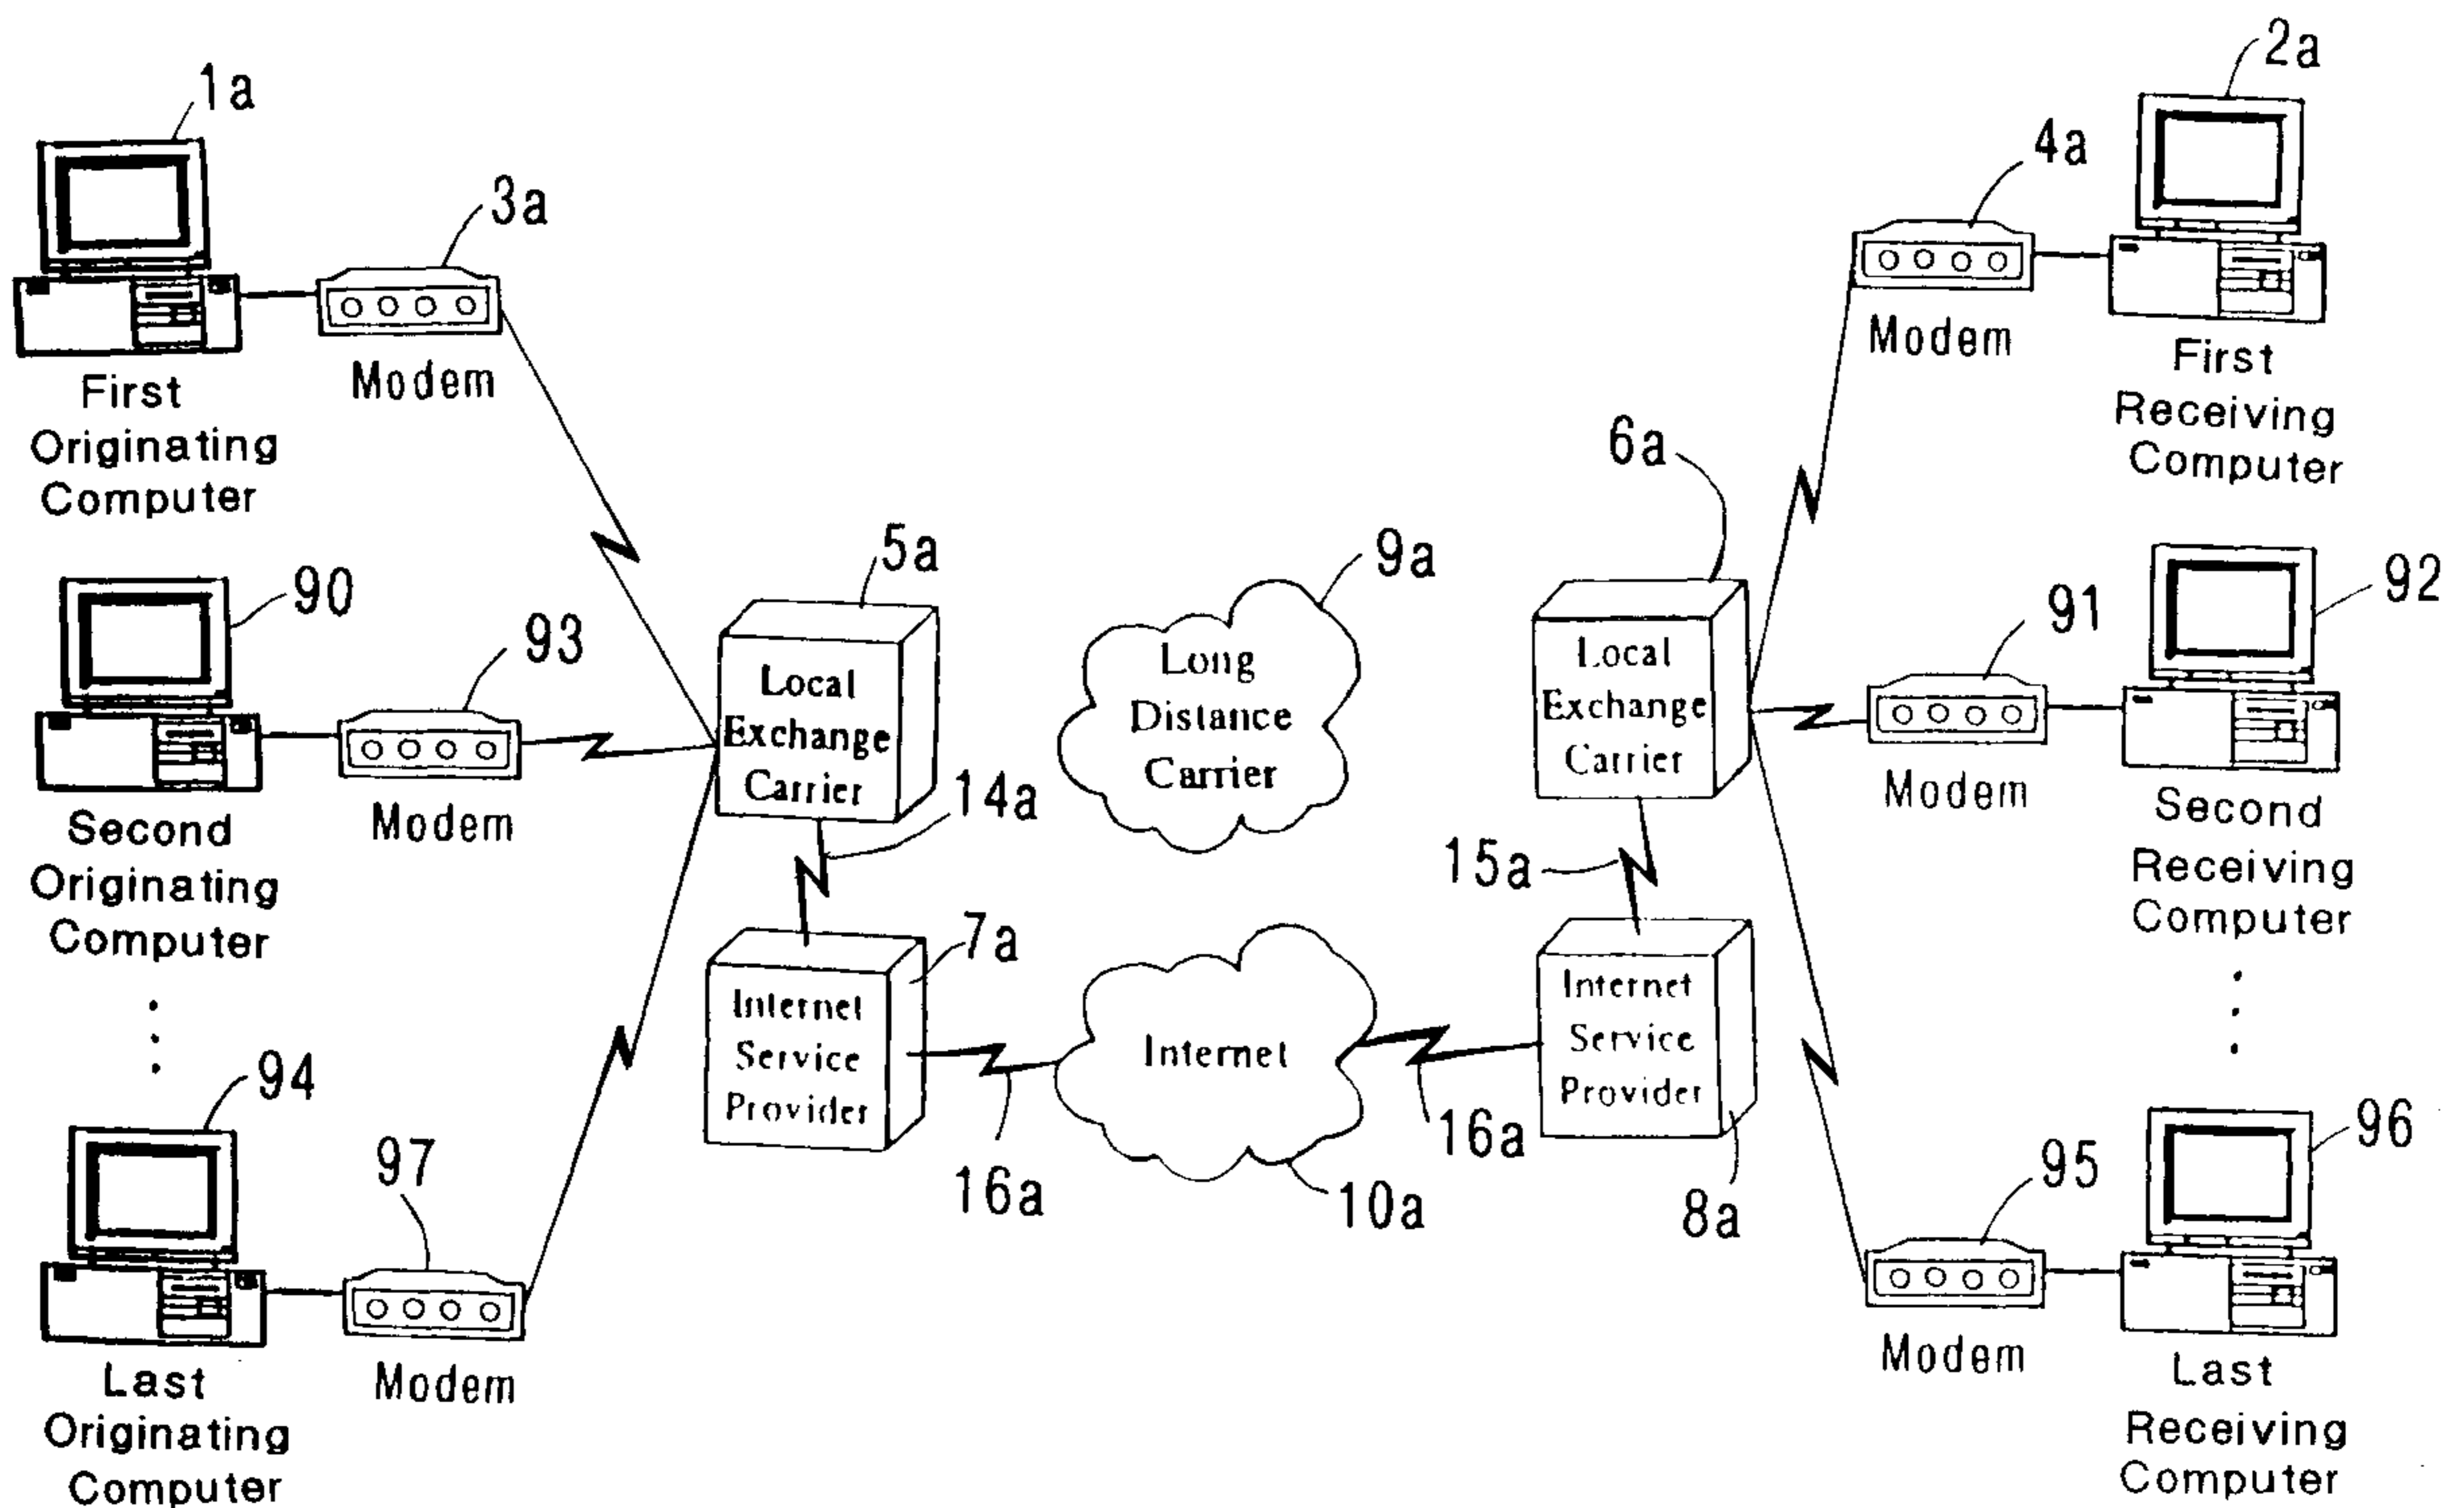 1a
3a
Modem
First
Originating
Computer
90
93
Modem
Second
Originating
Computer
94
97
Modem
Last
Originating
Computer
5a
Local
Exchange
Carrier
14a
7a
Internet
Service
Provider
16a
9a
Long
Distance
Carrier
Internet
10a
16a
6a
Local
Exchange
Carrier
15a
Internet
Service
Provider
8a
2a
4a
Modem
First
Receiving
Computer
91
92
Modem
Second
Receiving
Computer
95
96
Modem
Last
Receiving
Computer